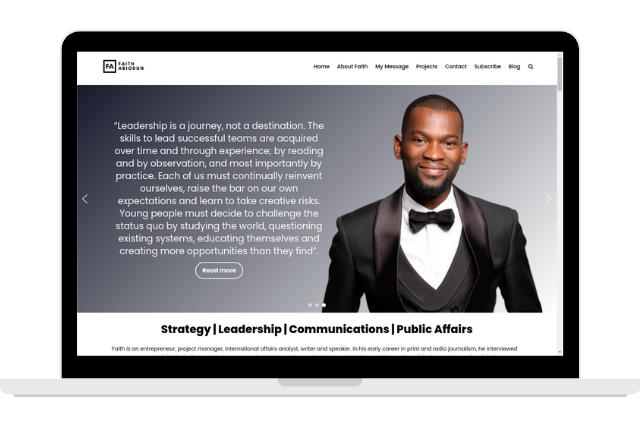 FA FAITH
ABIODUN
Home About Faith My Message Projects Contact Subscribe Blog
“Leadership is a journey, not a destination. The
skills to lead successful teams are acquired
over time and through experience; by reading
and by observation, and most importantly by
practice. Each of us must continually reinvent
ourselves, raise the bar on our own
expectations and learn to take creative risks.
Young people must decide to challenge the
status quo by studying the world, questioning
existing systems, educating themselves and
creating more opportunities than they find”.
Read more
Strategy | Leadership | Communications | Public Affairs
Faith is an entrepreneur, project manager, international affairs analyst, writer and speaker. In his early career in print and radio journalism, he interviewed